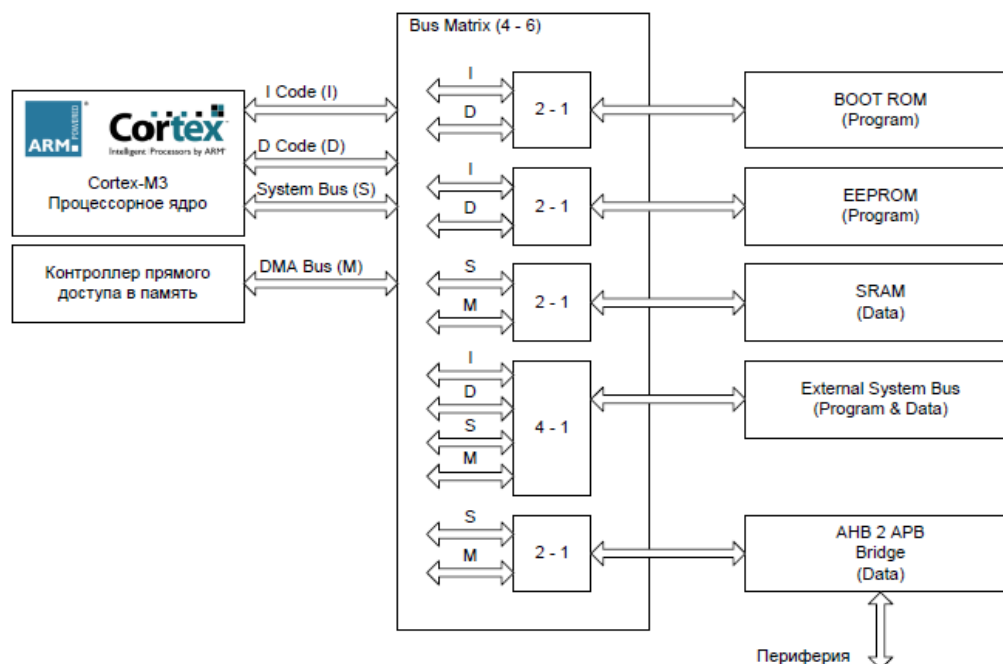 Bus Matrix (4 - 6)
I Code (I)
ARM
POWERED
®
Cortex
Intelligent Processors by ARM®
D Code (D)
Cortex-M3
Процессорное ядро
System Bus (S)
Контроллер прямого
доступа в память
DMA Bus (M)
I
D
2 - 1
BOOT ROM
(Program)
I
D
2 - 1
EEPROM
(Program)
S
M
2 - 1
SRAM
(Data)
I
D
S
M
4 - 1
External System Bus
(Program & Data)
S
M
2 - 1
AHB 2 APB
Bridge
(Data)
Периферия